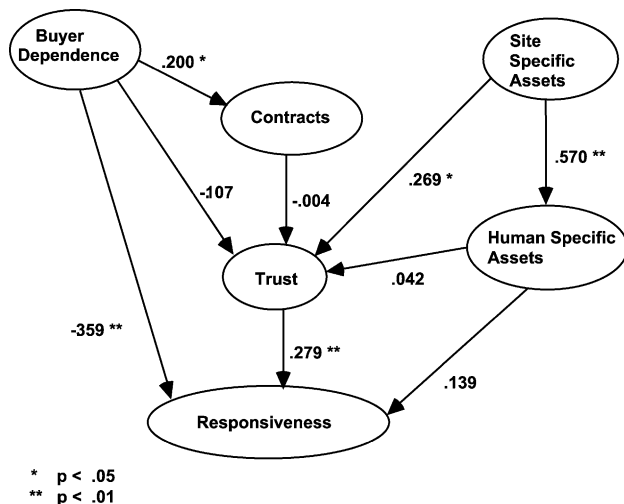 Buyer
Dependence
Site
Specific
Assets
.200 *
Contracts
.570 **
-.107
-.004
.269 *
Human Specific
Assets
Trust
.042
-359 **
.279 **
.139
Responsiveness
* p < .05
** p < .01